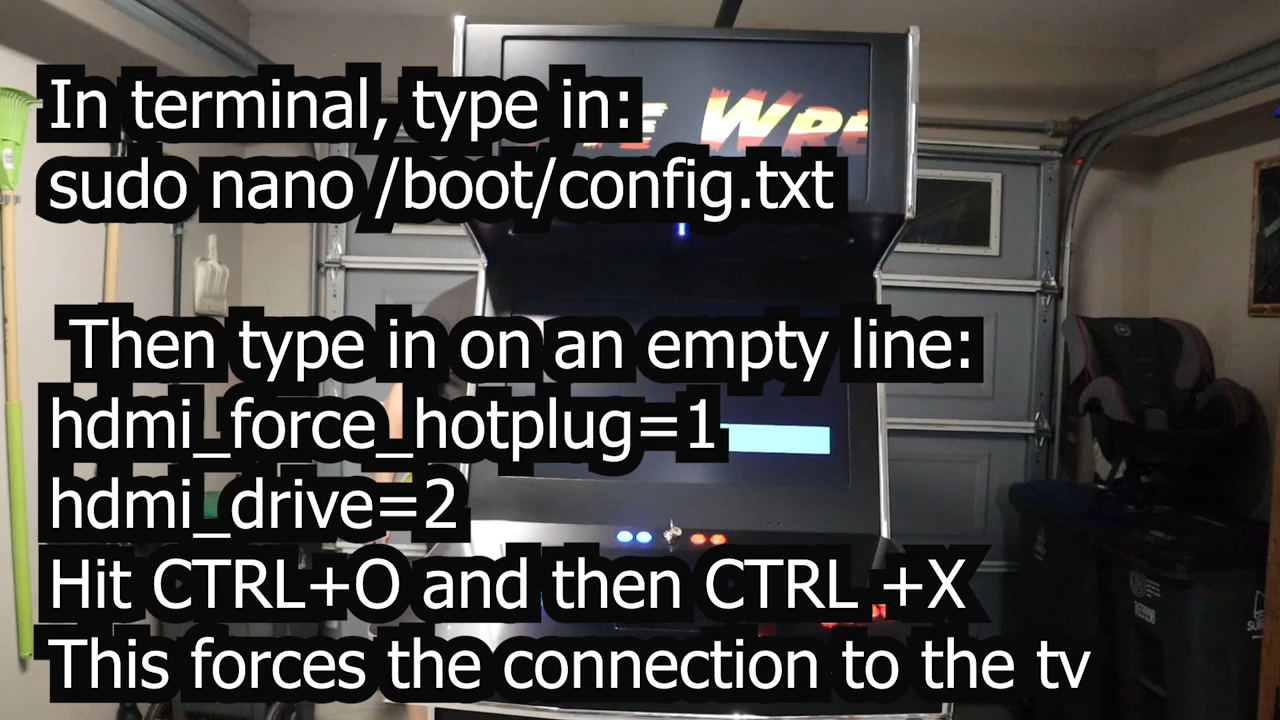 In terminal, type in:
WRE
sudo nano /boot/config.txt
Then type in on an empty line:
hdmi_force_hotplug=1
hdmi_drive=2
Hit CTRL+O and then CTRL +X
This forces the connection to the tv